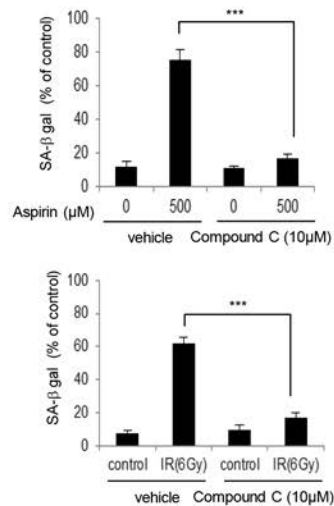 ***
SA-β gal (% of control)
100
80
60
40
20
0
Aspirin (µM) 0 500 0 500
vehicle Compound C (10µM)
***
SA-β gal (% of control)
100
80
60
40
20
0
control IR(6Gy) control IR(6Gy)
vehicle Compound C (10µM)